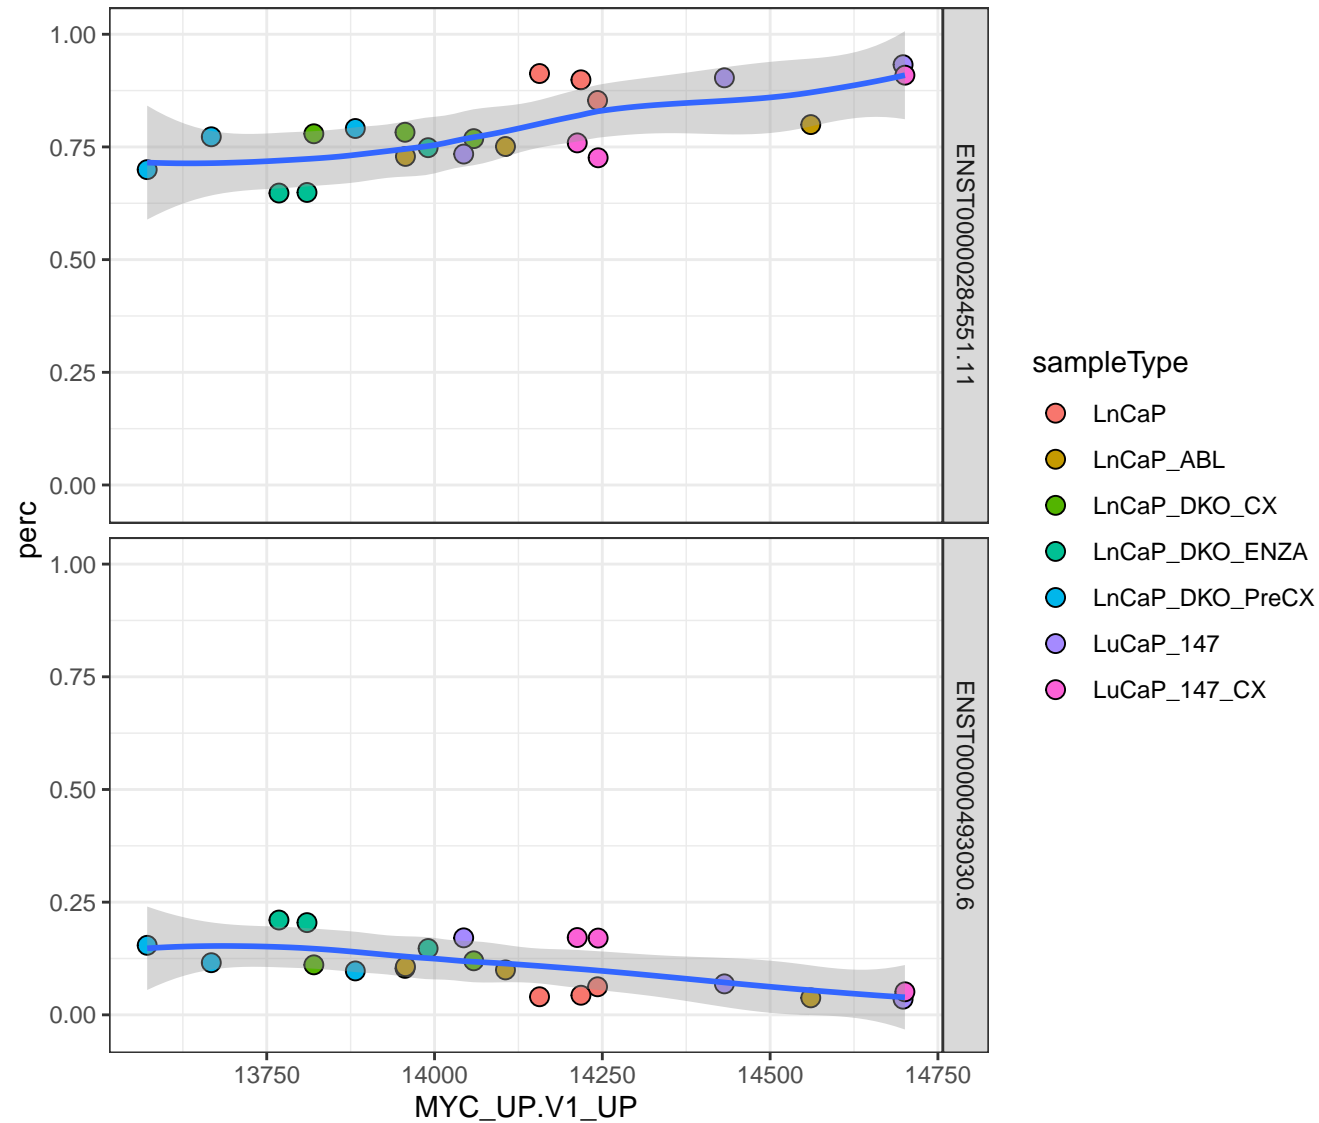 1.00
0.75
0.50
0.25
0.00
ENST00000284551.11
perc
1.00
0.75
0.50
0.25
0.00
ENST00000493030.6
13750 14000 14250 14500 14750
MYC_UP.V1_UP
sampleType
LnCaP
LnCaP_ABL
LnCaP_DKO_CX
LnCaP_DKO_ENZA
LnCaP_DKO_PreCX
LuCaP_147
LuCaP_147_CX